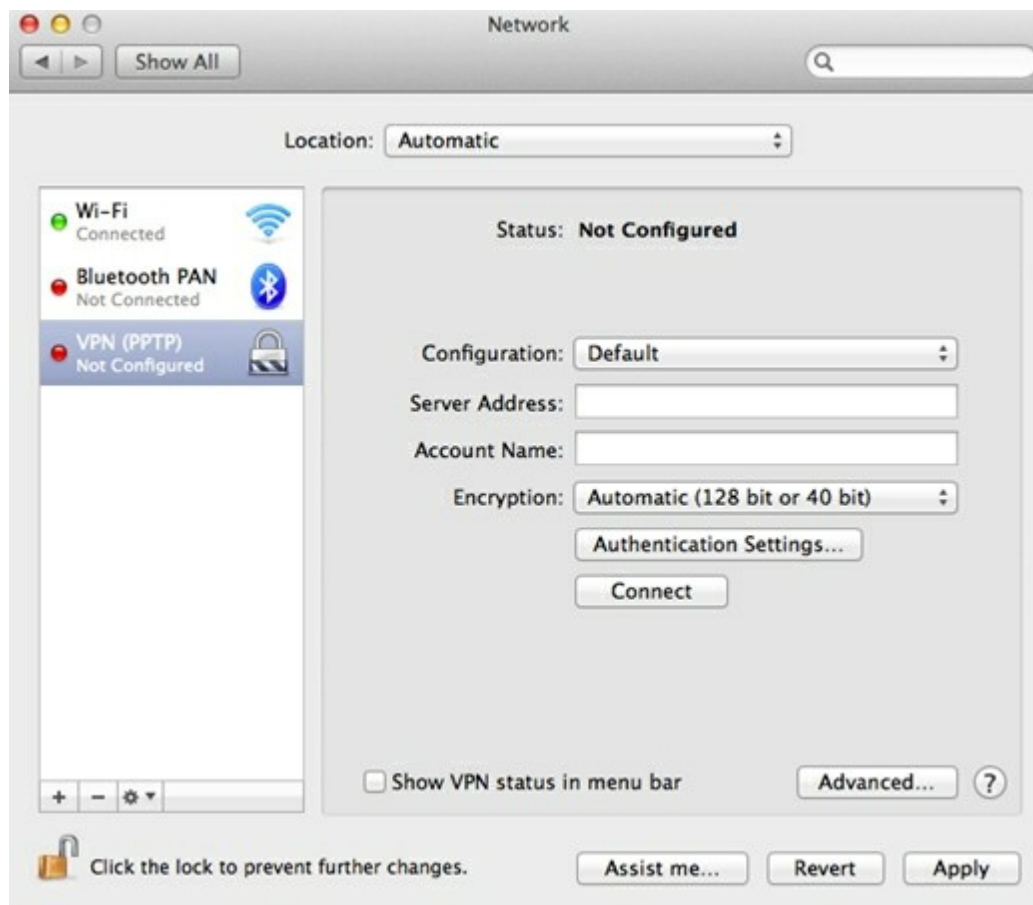 Network
Show All
Location: Automatic
Wi-Fi
Connected
Bluetooth PAN
Not Connected
VPN (PPTP)
Not Configured
Status: Not Configured
Configuration: Default
Server Address:
Account Name:
Encryption: Automatic (128 bit or 40 bit)
Authentication Settings...
Connect
Show VPN status in menu bar
Advanced... ?
Click the lock to prevent further changes.
Assist me... Revert Apply